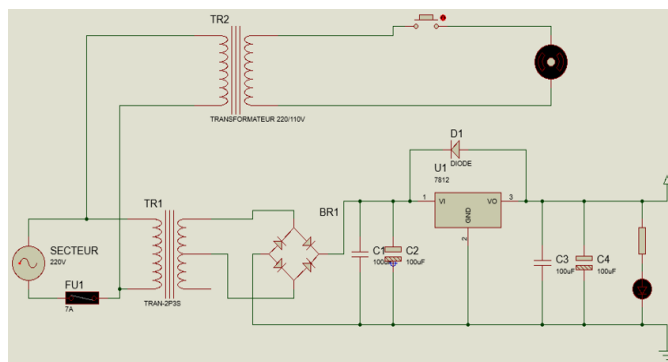 TR2
TRANSFORMATEUR 220/110V
D1
DIODE
U1
7812
TR1
BR1
1
VI
VO
3
GND
2
SECTEUR
220V
C1
C2
100uF
C3
100uF
C4
100uF
FU1
7A
TRAN-2P3S